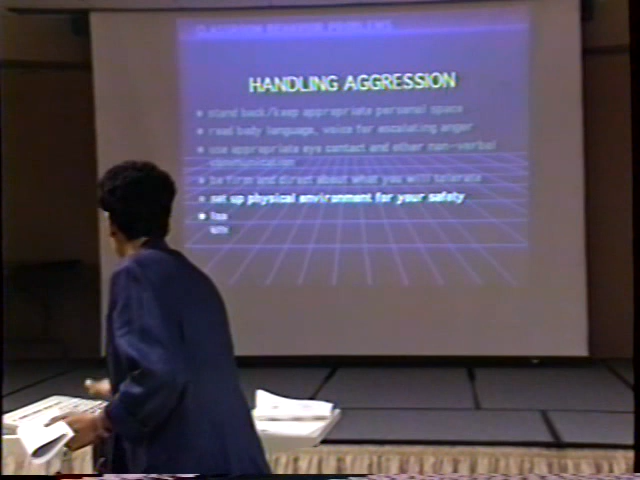 CLASSROOM BEHAVIOR PROBLEMS
HANDLING AGGRESSION
• stand back/keep appropriate personal space
• read body language, voice for escalating anger
• use appropriate eye contact and other non-verbal
communication
• be firm and direct about what you will tolerate
• set up physical environment for your safety